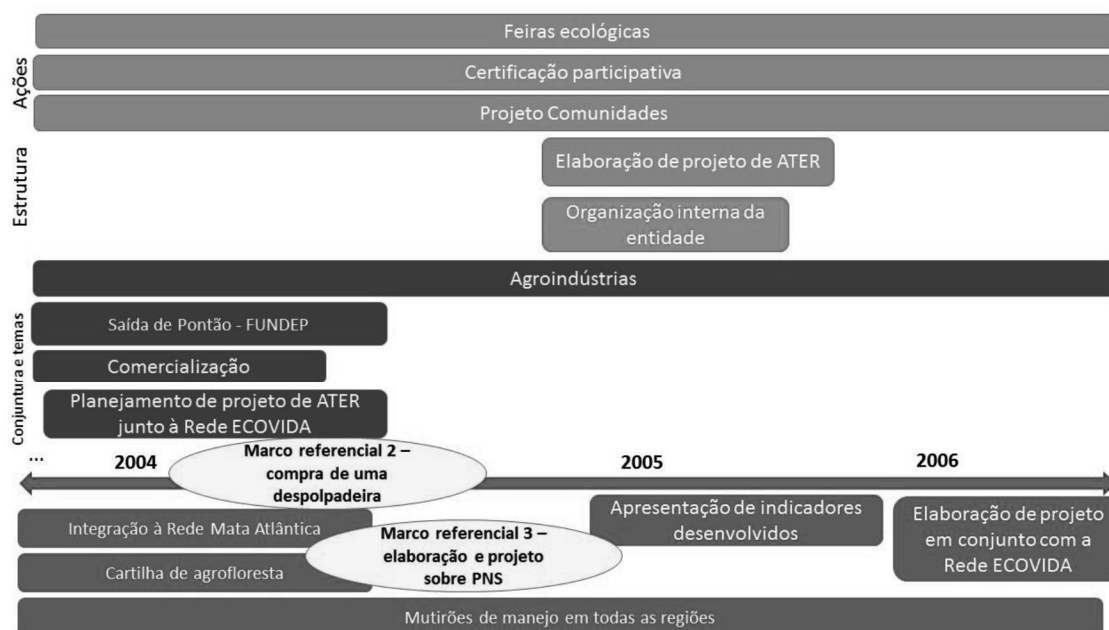 Feiras ecológicas
Certificação participativa
Projeto Comunidades
Ações
Elaboração de projeto de ATER
Organização interna da
entidade
Estrutura
Agroindústrias
Saída de Pontão - FUNDEP
Comercialização
Planejamento de projeto de ATER
junto à Rede ECOVIDA
Conjuntura e temas
...
2004
Marco referencial 2 –
compra de uma
despolpadeira
2005
2006
Integração à Rede Mata Atlântica
Cartilha de agrofloresta
Marco referencial 3 –
elaboração e projeto
sobre PNS
Apresentação de indicadores
desenvolvidos
Elaboração de projeto
em conjunto com a
Rede ECOVIDA
Mutirões de manejo em todas as regiões